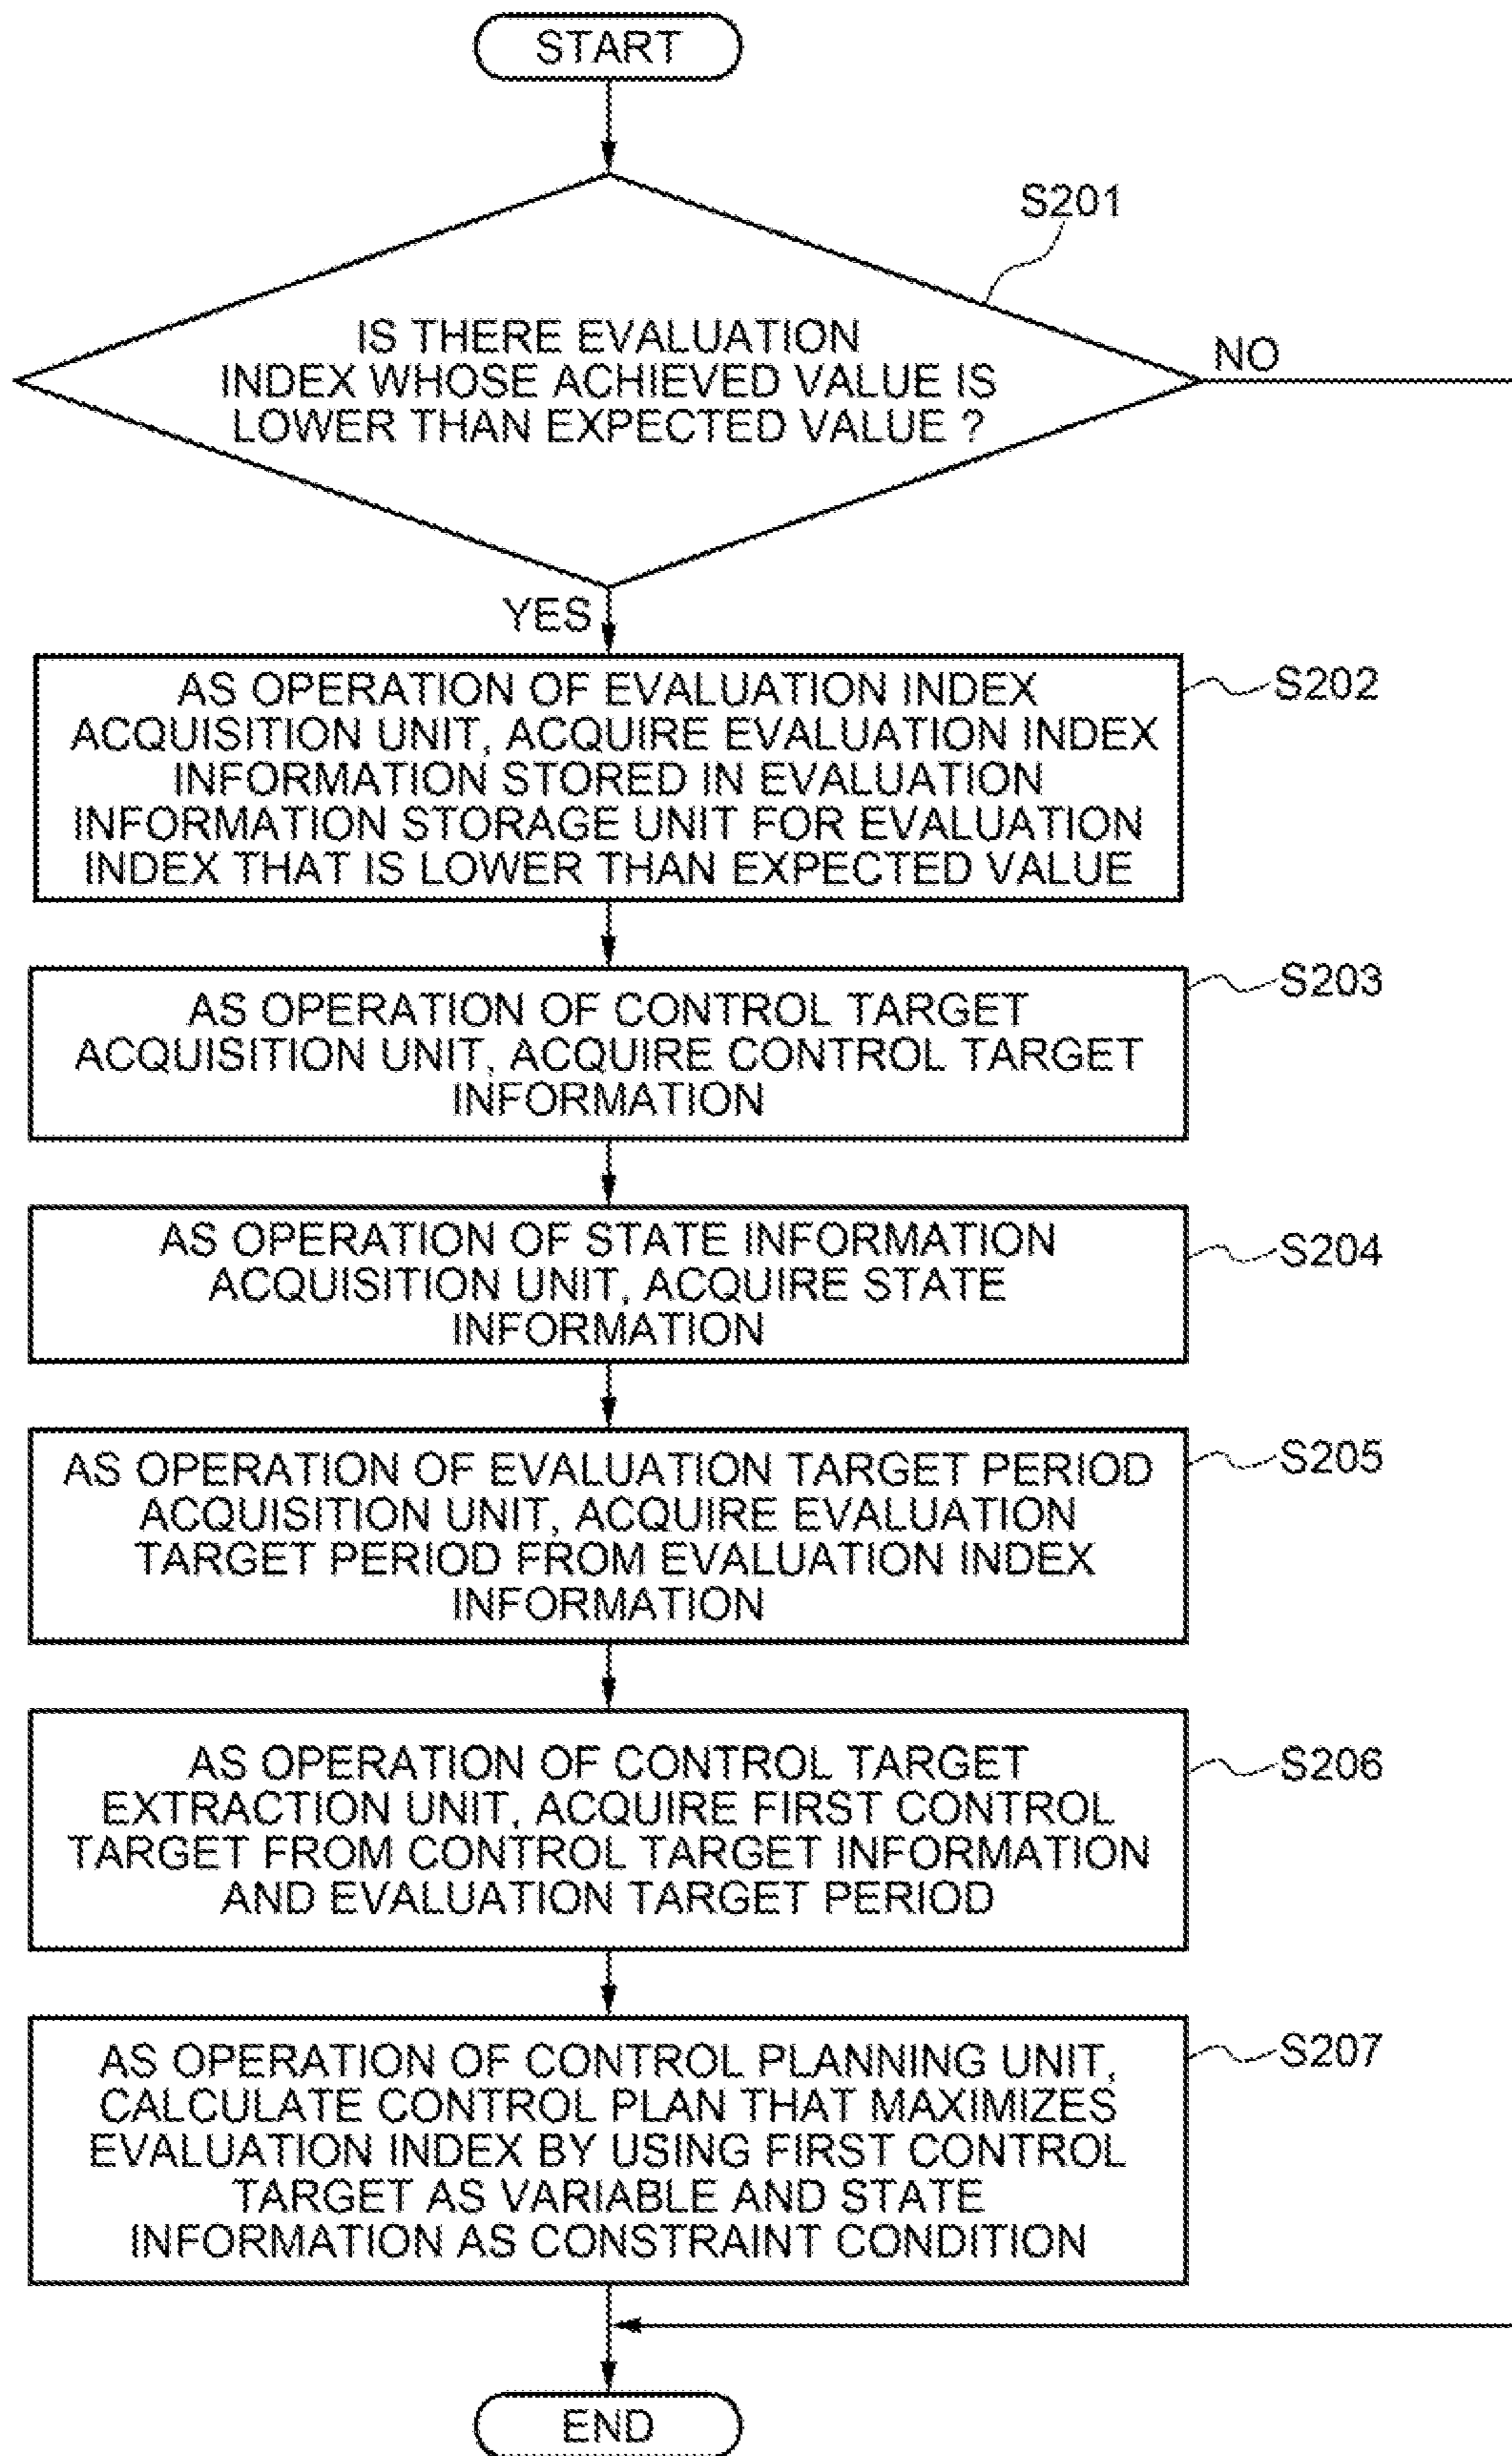 START
S201
IS THERE EVALUATION
INDEX WHOSE ACHIEVED VALUE IS
LOWER THAN EXPECTED VALUE ?
NO
YES
AS OPERATION OF EVALUATION INDEX
ACQUISITION UNIT, ACQUIRE EVALUATION INDEX
INFORMATION STORED IN EVALUATION
INFORMATION STORAGE UNIT FOR EVALUATION
INDEX THAT IS LOWER THAN EXPECTED VALUE
S202
AS OPERATION OF CONTROL TARGET
ACQUISITION UNIT, ACQUIRE CONTROL TARGET
INFORMATION
S203
AS OPERATION OF STATE INFORMATION
ACQUISITION UNIT, ACQUIRE STATE
INFORMATION
S204
AS OPERATION OF EVALUATION TARGET PERIOD
ACQUISITION UNIT, ACQUIRE EVALUATION
TARGET PERIOD FROM EVALUATION INDEX
INFORMATION
S205
AS OPERATION OF CONTROL TARGET
EXTRACTION UNIT, ACQUIRE FIRST CONTROL
TARGET FROM CONTROL TARGET INFORMATION
AND EVALUATION TARGET PERIOD
S206
AS OPERATION OF CONTROL PLANNING UNIT,
CALCULATE CONTROL PLAN THAT MAXIMIZES
EVALUATION INDEX BY USING FIRST CONTROL
TARGET AS VARIABLE AND STATE
INFORMATION AS CONSTRAINT CONDITION
S207
END